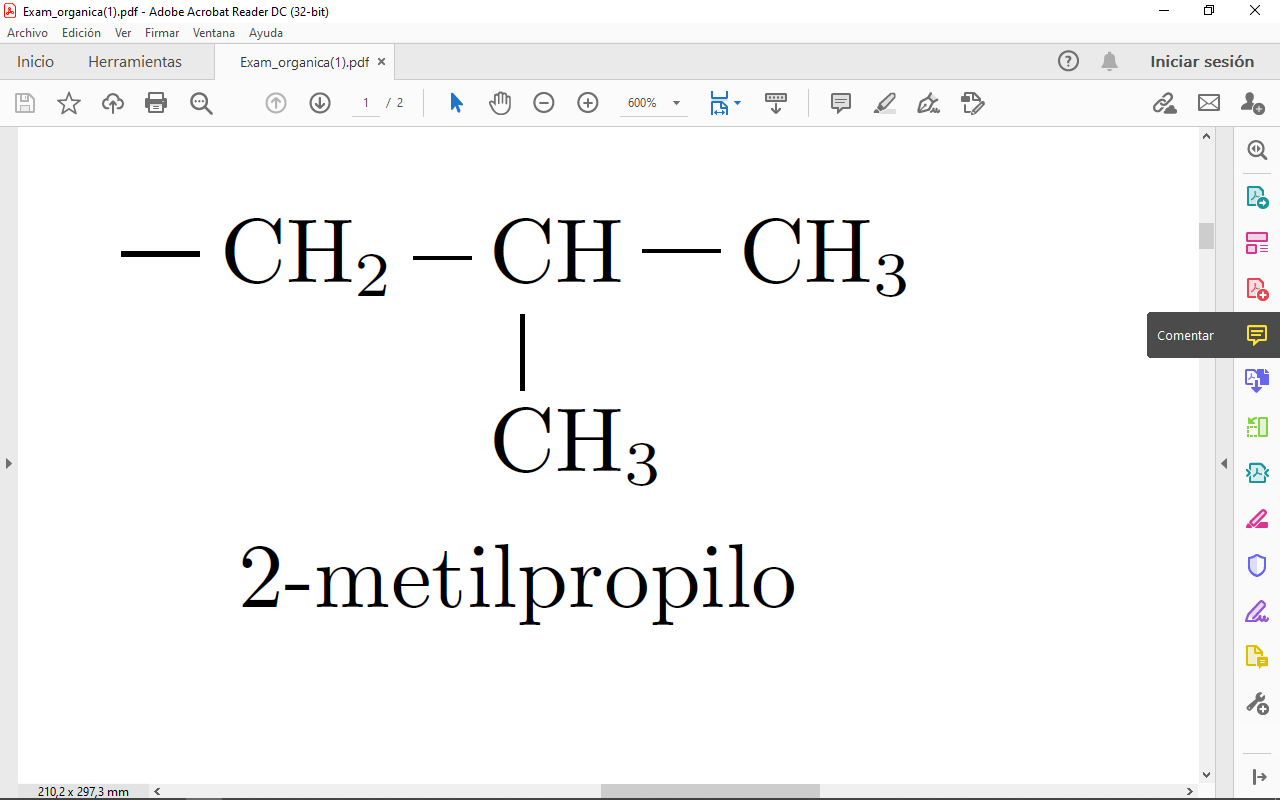 Exam_organica(1).pdf - Adobe Acrobat Reader DC (32-bit)
Archivo Edición Ver Firmar Ventana Ayuda
Inicio Herramientas Exam_organica(1).pdf × Iniciar sesión
1 / 2 600%
— CH₂ — CH — CH₃
|
CH₃
2-metilpropilo
Comentar
210,2 x 297,3 mm